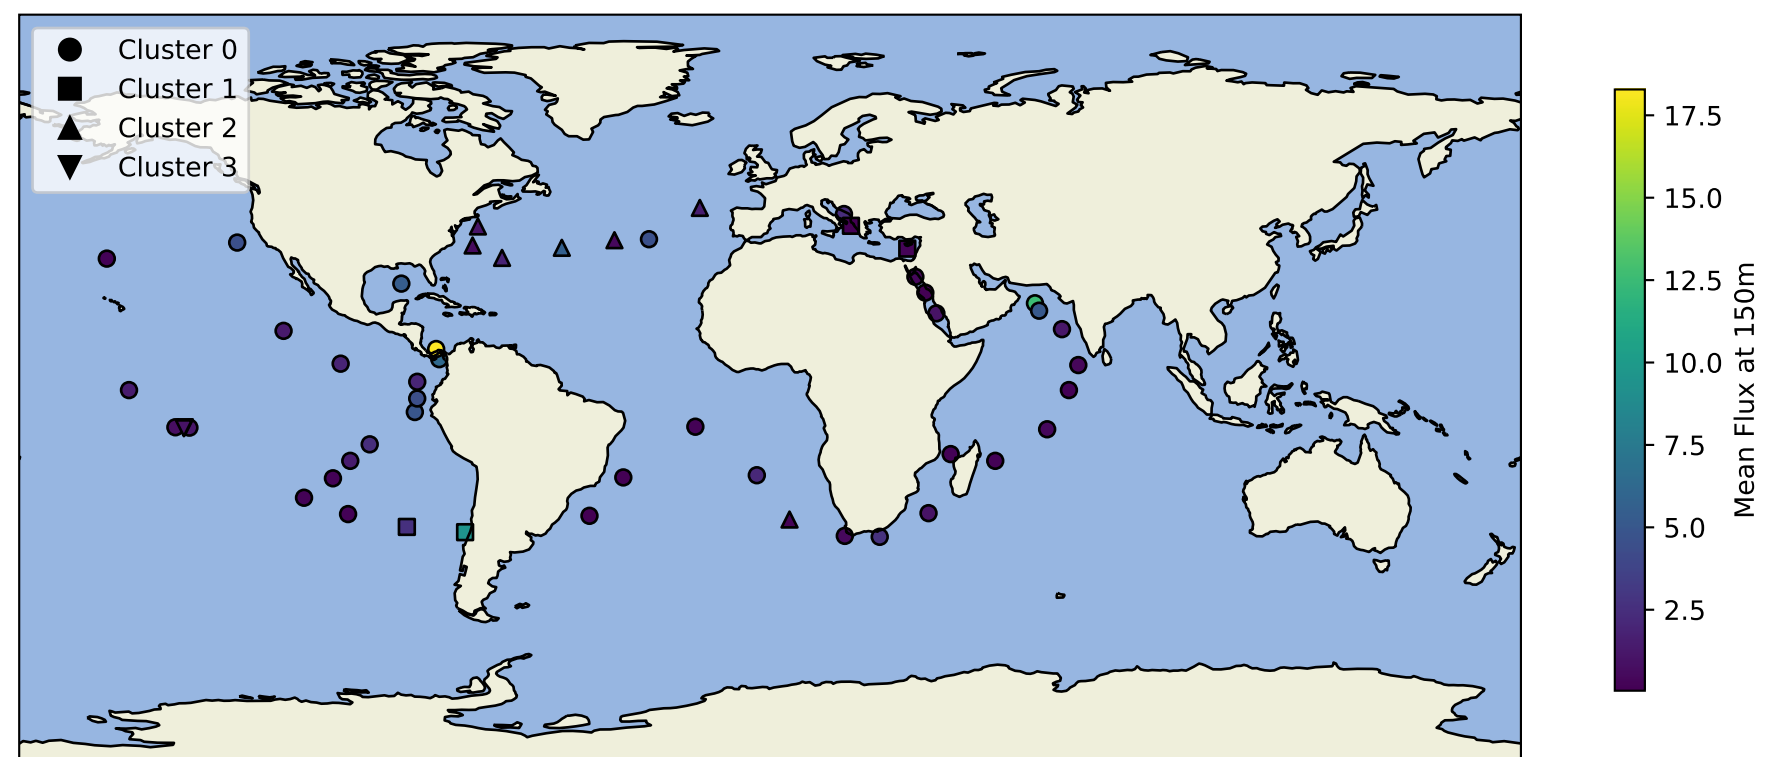 Cluster 0
Cluster 1
Cluster 2
Cluster 3
17.5
15.0
12.5
10.0
7.5
5.0
2.5
Mean Flux at 150m